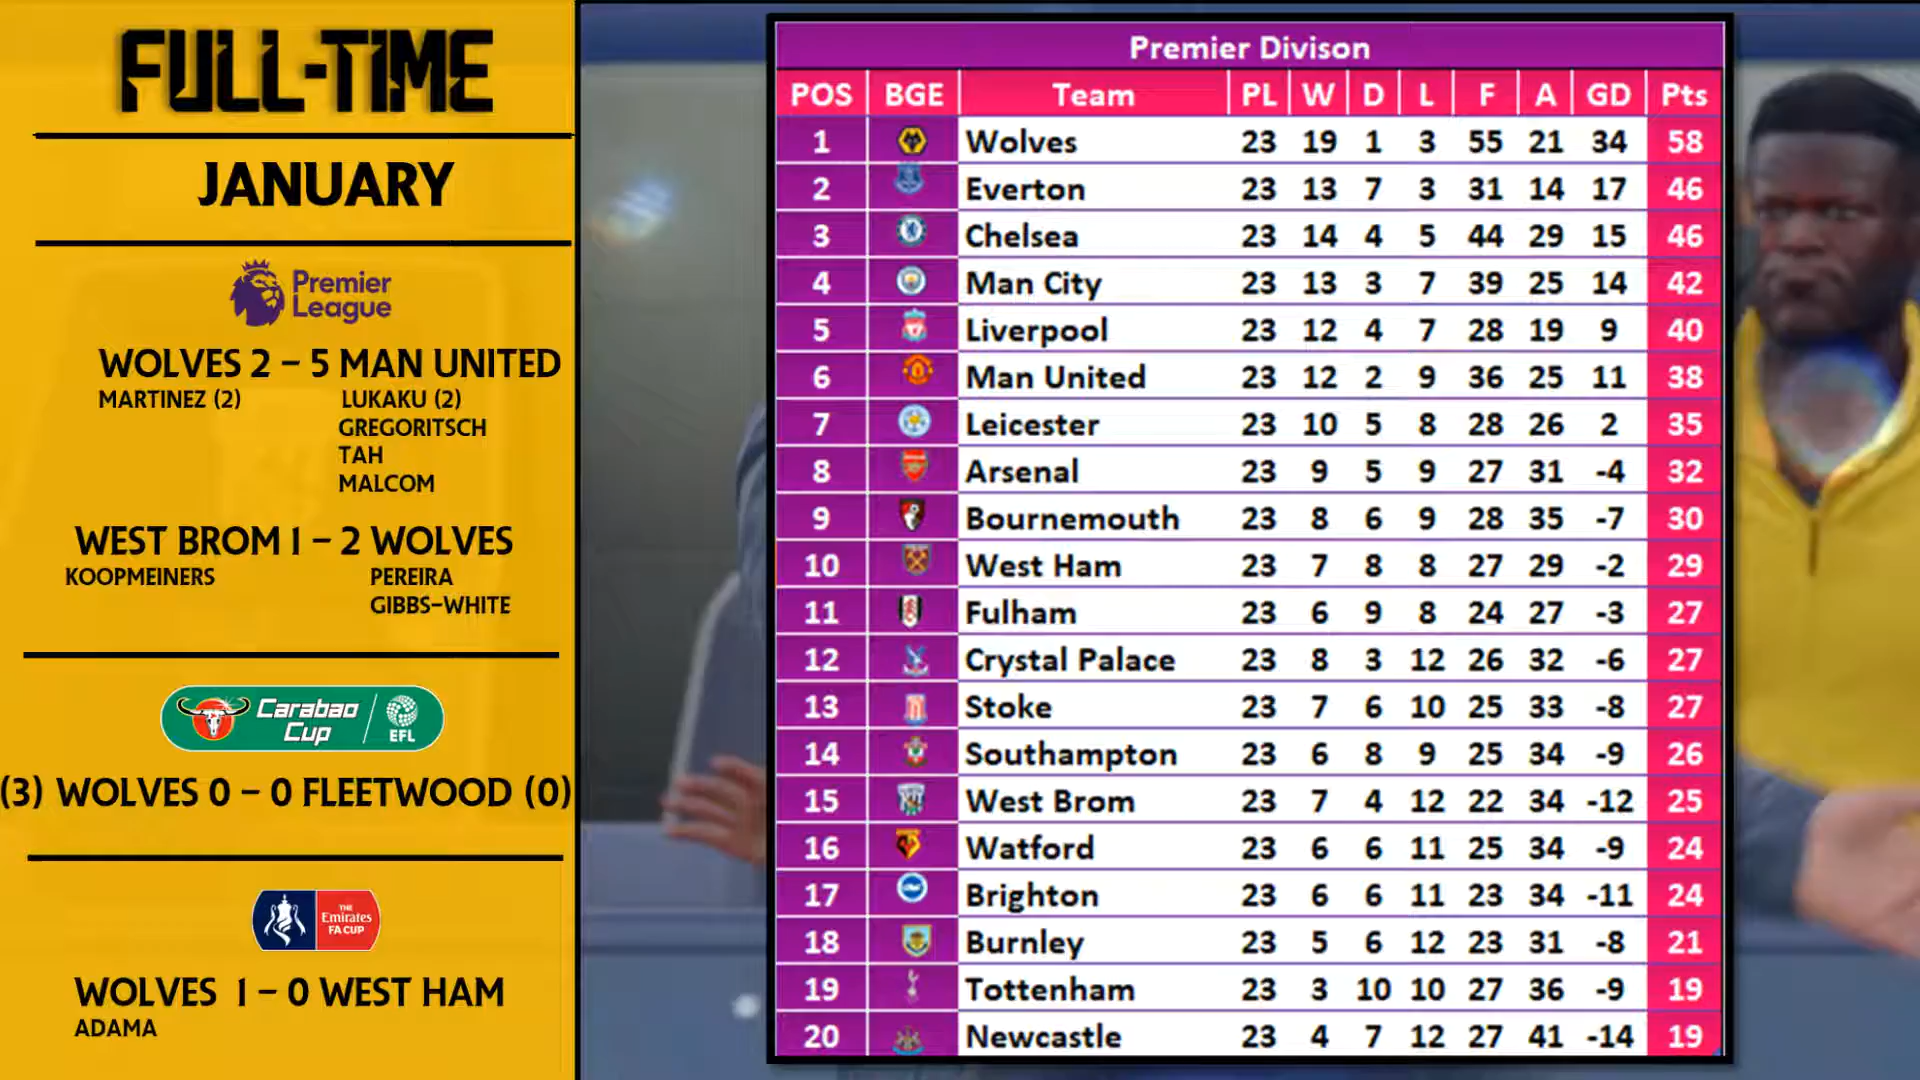 FULL-TIME
JANUARY
Premier
League
WOLVES 2 – 5 MAN UNITED
MARTINEZ (2) LUKAKU (2)
GREGORITSCH
TAH
MALCOM
WEST BROM 1 – 2 WOLVES
KOOPMEINERS PEREIRA
GIBBS-WHITE
Carabao
Cup
EFL
(3) WOLVES 0 – 0 FLEETWOOD (0)
THE
Emirates
FA CUP
WOLVES 1 – 0 WEST HAM
ADAMA
Premier Divison
POS BGE Team PL W D L F A GD Pts
1 Wolves 23 19 1 3 55 21 34 58
2 Everton 23 13 7 3 31 14 17 46
3 Chelsea 23 14 4 5 44 29 15 46
4 Man City 23 13 3 7 39 25 14 42
5 Liverpool 23 12 4 7 28 19 9 40
6 Man United 23 12 2 9 36 25 11 38
7 Leicester 23 10 5 8 28 26 2 35
8 Arsenal 23 9 5 9 27 31 -4 32
9 Bournemouth 23 8 6 9 28 35 -7 30
10 West Ham 23 7 8 8 27 29 -2 29
11 Fulham 23 6 9 8 24 27 -3 27
12 Crystal Palace 23 8 3 12 26 32 -6 27
13 Stoke 23 7 6 10 25 33 -8 27
14 Southampton 23 6 8 9 25 34 -9 26
15 West Brom 23 7 4 12 22 34 -12 25
16 Watford 23 6 6 11 25 34 -9 24
17 Brighton 23 6 6 11 23 34 -11 24
18 Burnley 23 5 6 12 23 31 -8 21
19 Tottenham 23 3 10 10 27 36 -9 19
20 Newcastle 23 4 7 12 27 41 -14 19